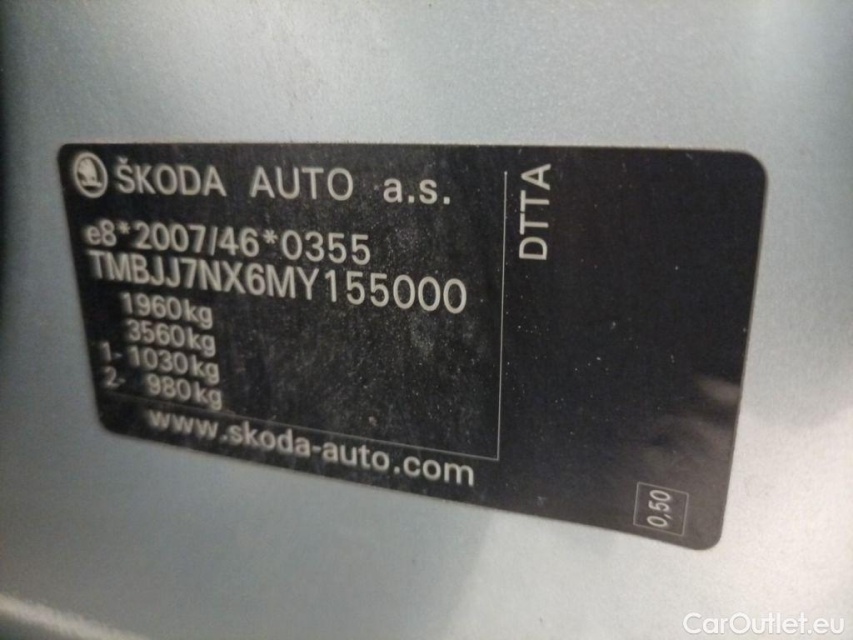 ŠKODA AUTO a.s.
e8*2007/46*0355
TMBJJ7NX6MY155000
1960kg
3560kg
1- 1030kg
2- 980kg
www.skoda-auto.com
DTTA
0,50
CarOutlet.eu